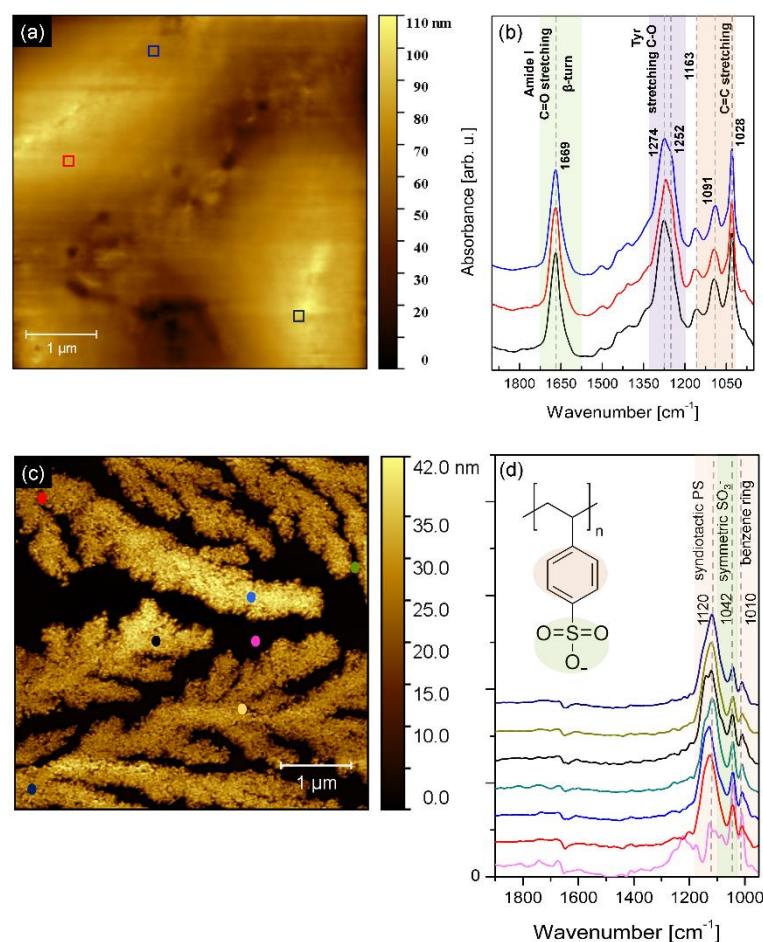 (a)
110 nm
100
90
80
70
60
50
40
30
20
10
0
1 µm
(b)
Amide I
C=O stretching
β-turn
1669
Tyr
stretching C-O
1274
1252
1163
1091
C=C stretching
1028
Absorbance [arb. u.]
1800 1650 1500 1350 1200 1050
Wavenumber [cm⁻¹]
(c)
42.0 nm
35.0
30.0
25.0
20.0
15.0
10.0
0.0
1 µm
(d)
n
O=S=O
O−
syndiotactic PS
symmetric SO₃⁻
benzene ring
1120
1042
1010
0
1800 1600 1400 1200 1000
Wavenumber [cm⁻¹]